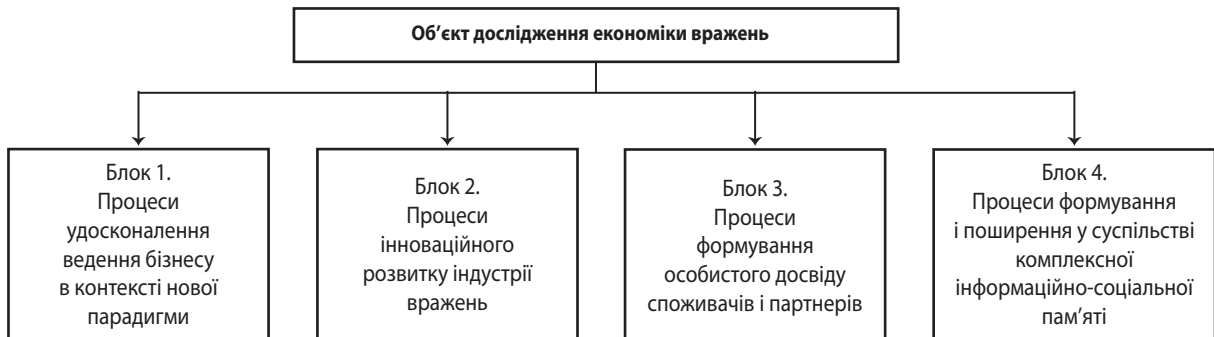 Об’єкт дослідження економіки вражень
Блок 1.
Процеси
удосконалення
ведення бізнесу
в контексті нової
парадигми
Блок 2.
Процеси
інноваційного
розвитку індустрії
вражень
Блок 3.
Процеси
формування
особистого досвіду
споживачів і партнерів
Блок 4.
Процеси формування
і поширення у суспільстві
комплексної
інформаційно-соціальної
пам’яті